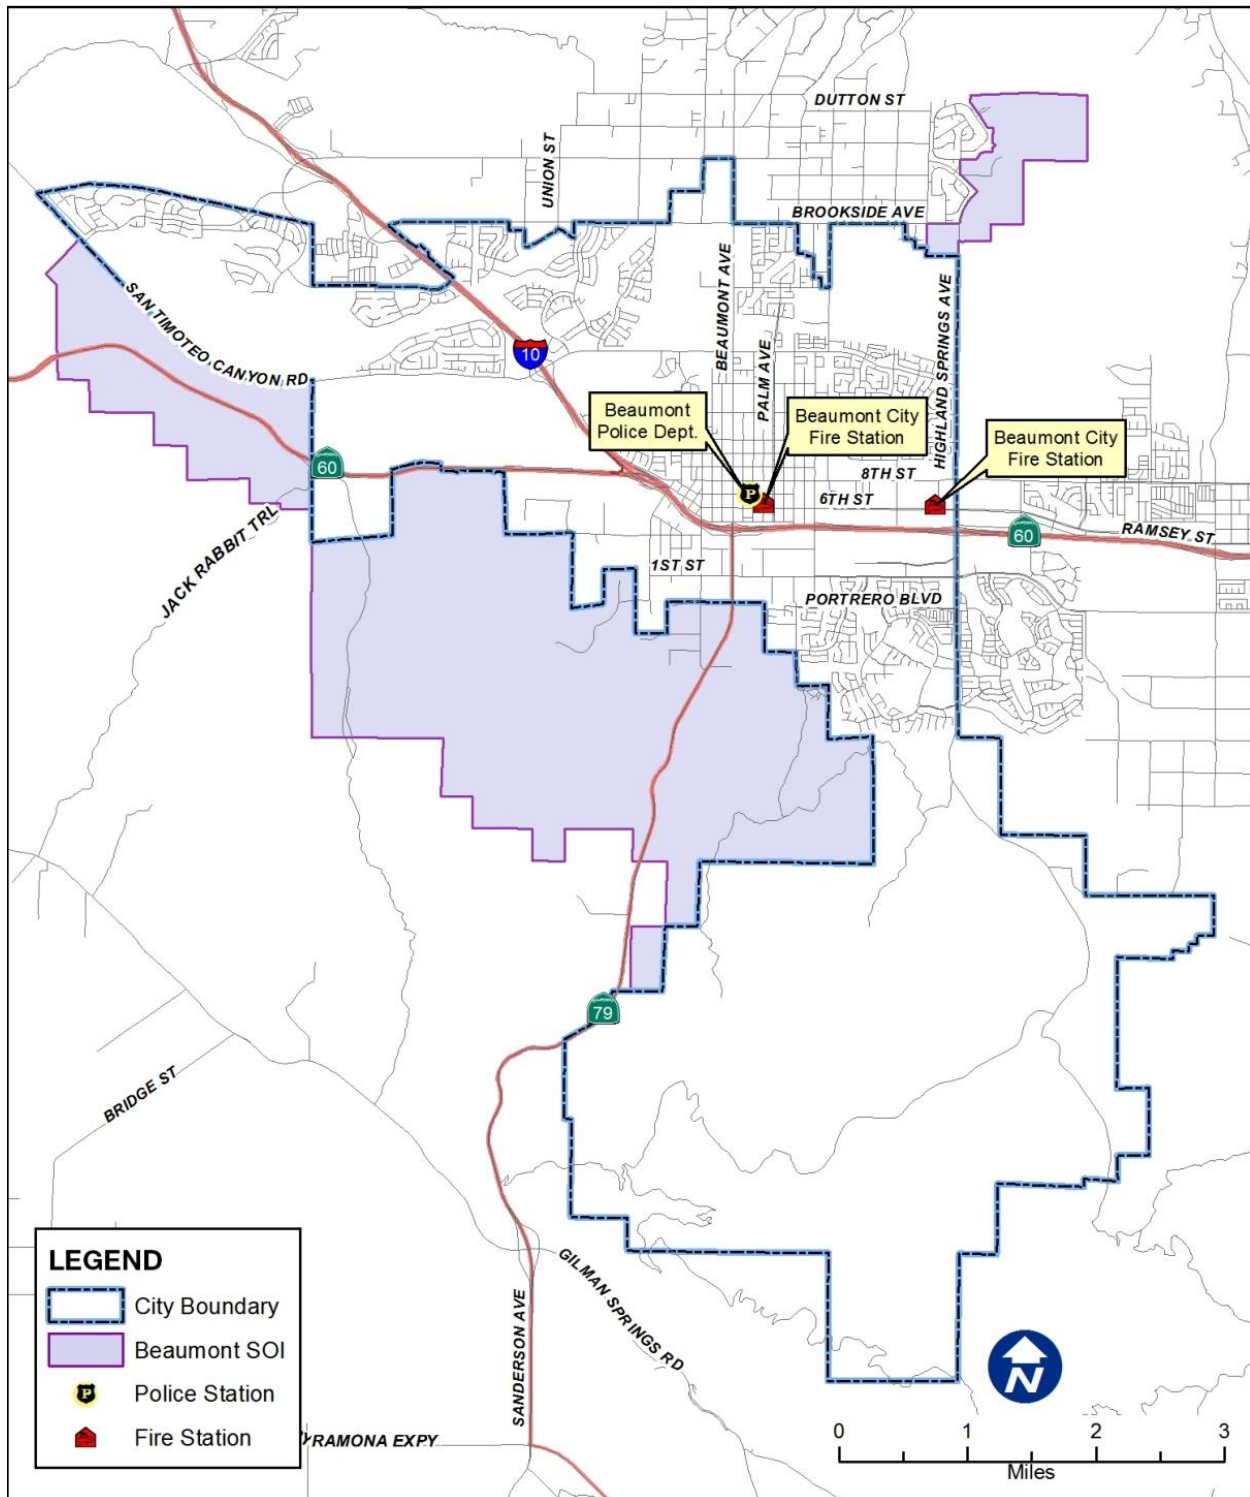 DUTTON ST
UNION ST
BROOKSIDE AVE
BEAUMONT AVE
HIGHLAND SPRINGS AVE
SAN TIMOTEO CANYON RD
10
PALM AVE
Beaumont
Police Dept.
Beaumont City
Fire Station
Beaumont City
Fire Station
60
8TH ST
P
6TH ST
60
RAMSEY ST
JACK RABBIT TRL
1ST ST
PORTRERO BLVD
79
BRIDGE ST
GILMAN SPRINGS RD
SANDERSON AVE
LEGEND
City Boundary
Beaumont SOI
P
Police Station
Fire Station
RAMONA EXPY
N
0 1 2 3
Miles